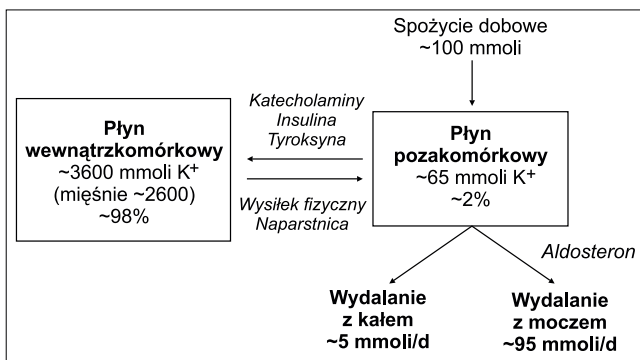 Spożycie dobowe
~100 mmoli
Katecholaminy
Insulina
Tyroksyna
Płyn
wewnątrzkomórkowy
~3600 mmoli K⁺
(mięśnie ~2600)
~98%
Płyn
pozakomórkowy
~65 mmoli K⁺
~2%
Wysiłek fizyczny
Naparstnica
Aldosteron
Wydalanie
z kałem
~5 mmoli/d
Wydalanie
z moczem
~95 mmoli/d